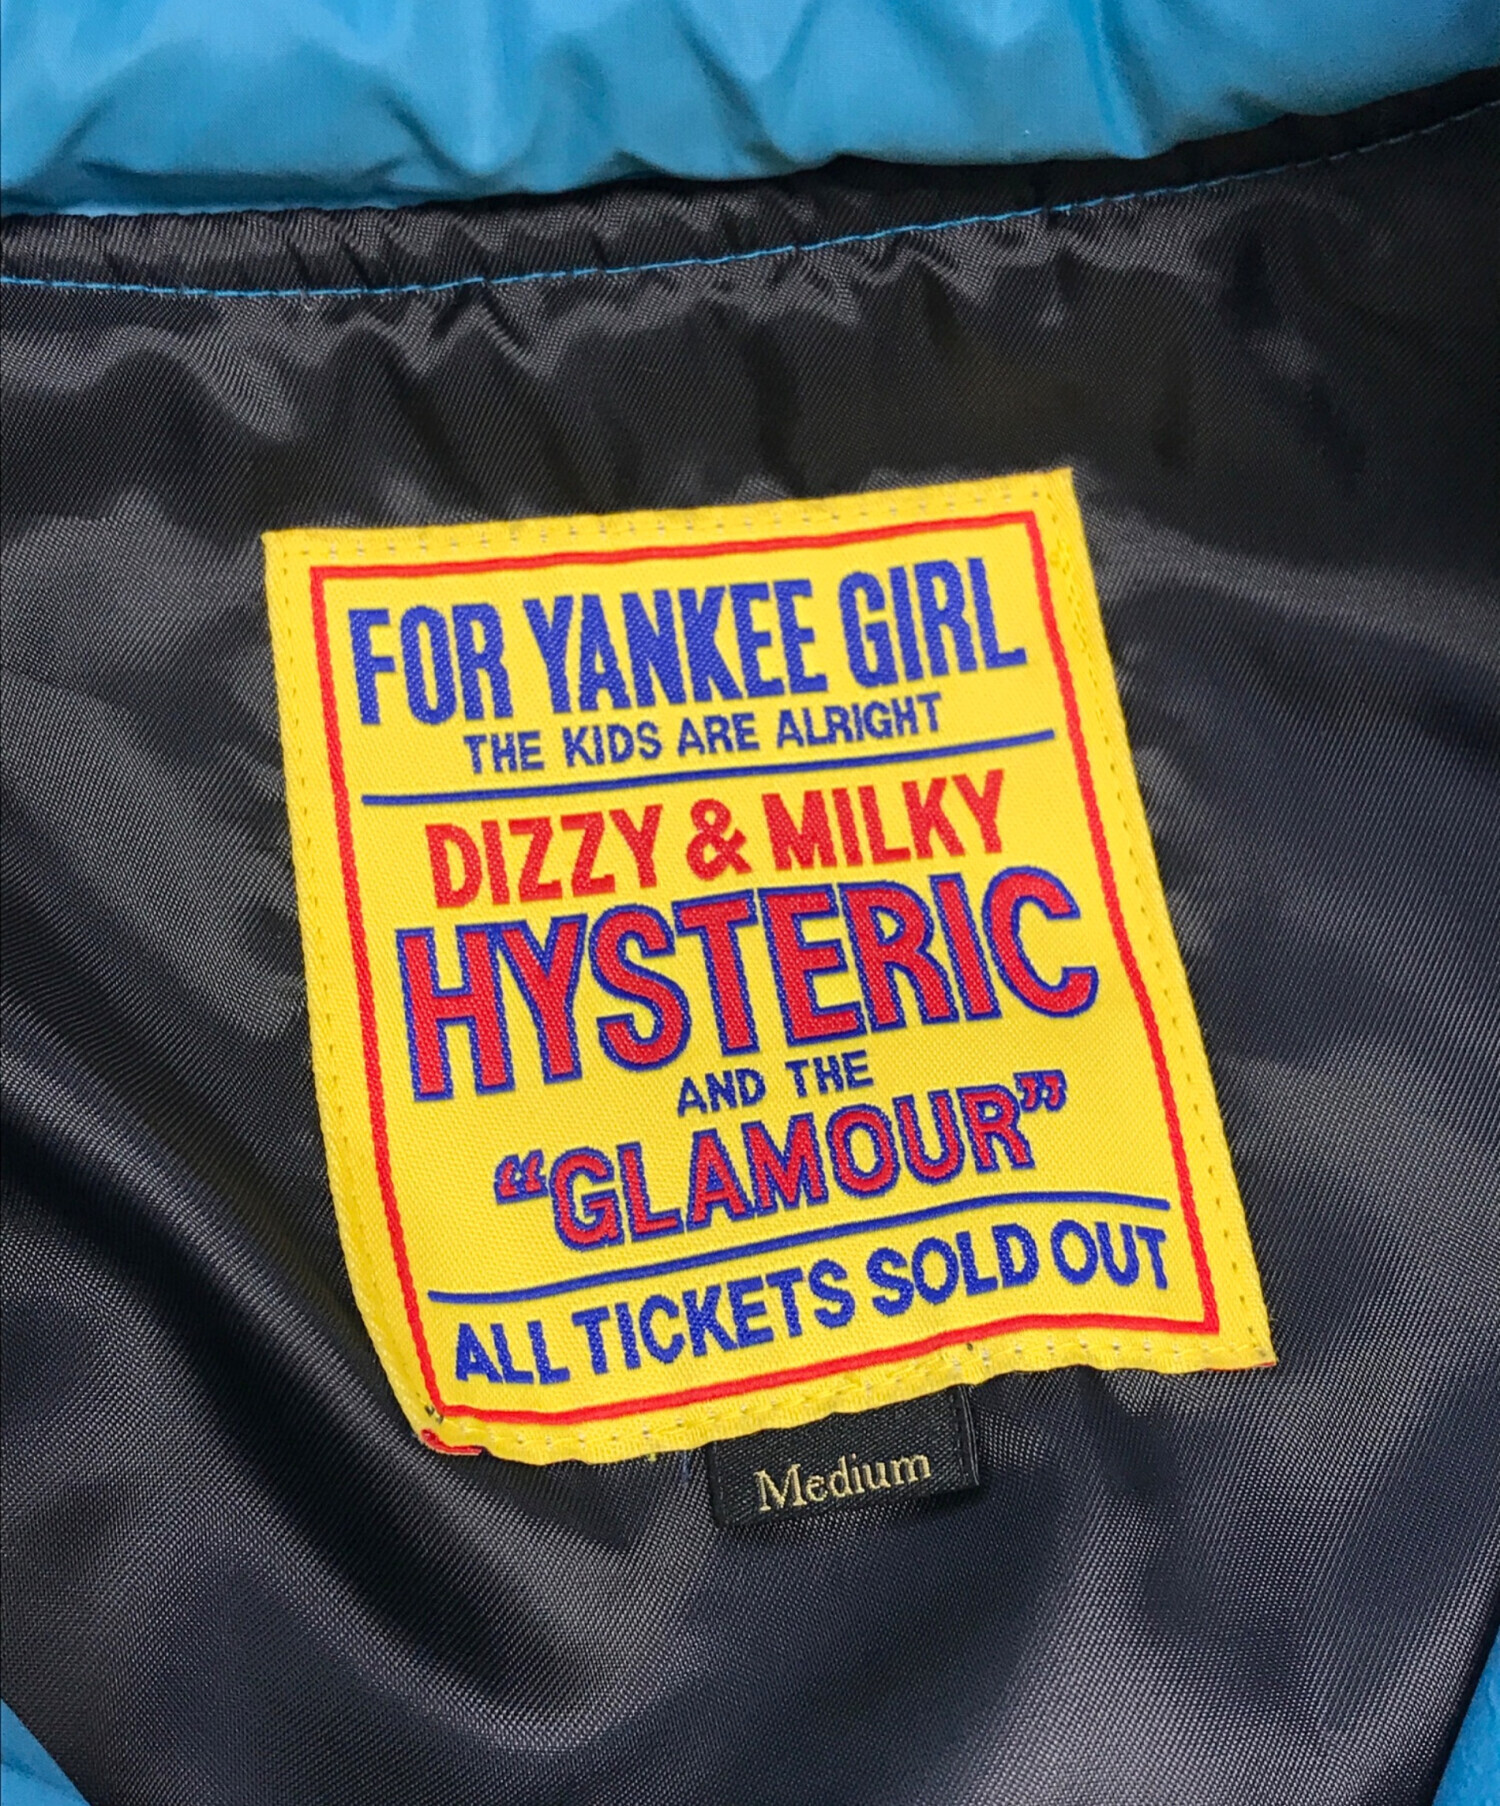 FOR YANKEE GIRL
THE KIDS ARE ALRIGHT
DIZZY & MILKY
HYSTERIC
AND THE
“GLAMOUR”
ALL TICKETS SOLD OUT
Medium